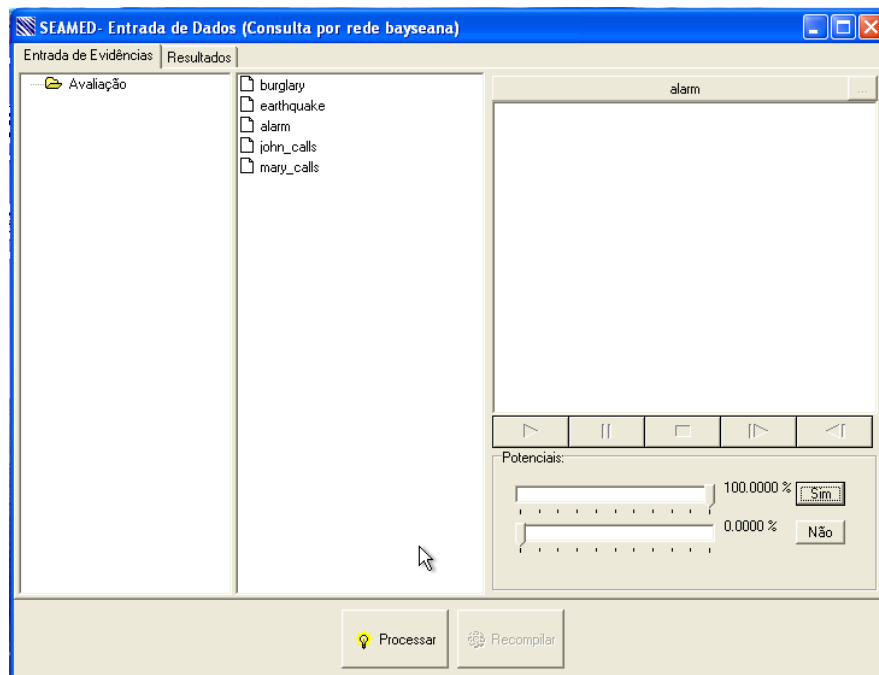 SEAMED- Entrada de Dados (Consulta por rede bayseana)
Entrada de Evidências
Resultados
Avaliação
burglary
earthquake
alarm
john_calls
mary_calls
alarm
...
Potenciais:
100.0000 %
Sim
0.0000 %
Não
Processar
Recompilar